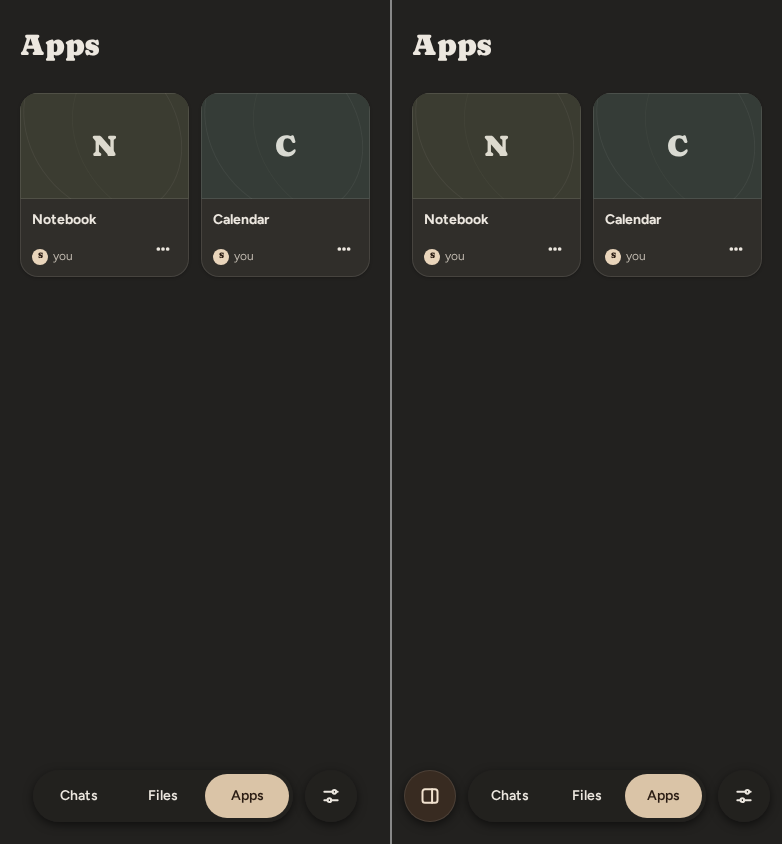 Apps
N
C
Notebook
Calendar
s you
s you
Chats Files Apps
Apps
N
C
Notebook
Calendar
s you
s you
Chats Files Apps